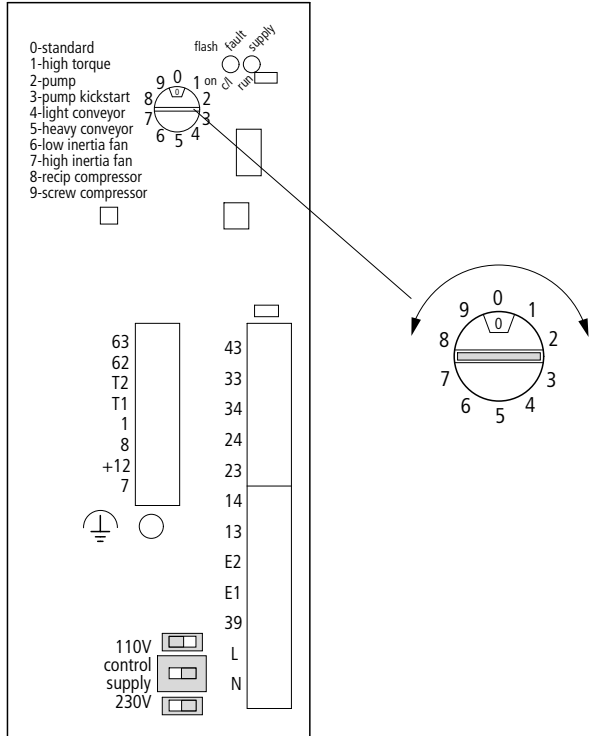 0-standard
1-high torque
2-pump
3-pump kickstart
4-light conveyor
5-heavy conveyor
6-low inertia fan
7-high inertia fan
8-recip compressor
9-screw compressor
flash fault supply
on c/l run
0
1
2
3
4
5
6
7
8
9
0
63
62
T2
T1
1
8
+12
7
43
33
34
24
23
14
13
E2
E1
39
L
N
110V
control
supply
230V
0
1
2
3
4
5
6
7
8
9
0